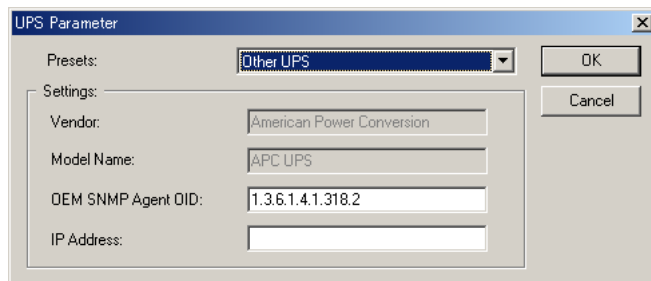 UPS Parameter
Presets: Other UPS OK
Settings: Cancel
Vendor: American Power Conversion
Model Name: APC UPS
OEM SNMP Agent OID: 1.3.6.1.4.1.318.2
IP Address: